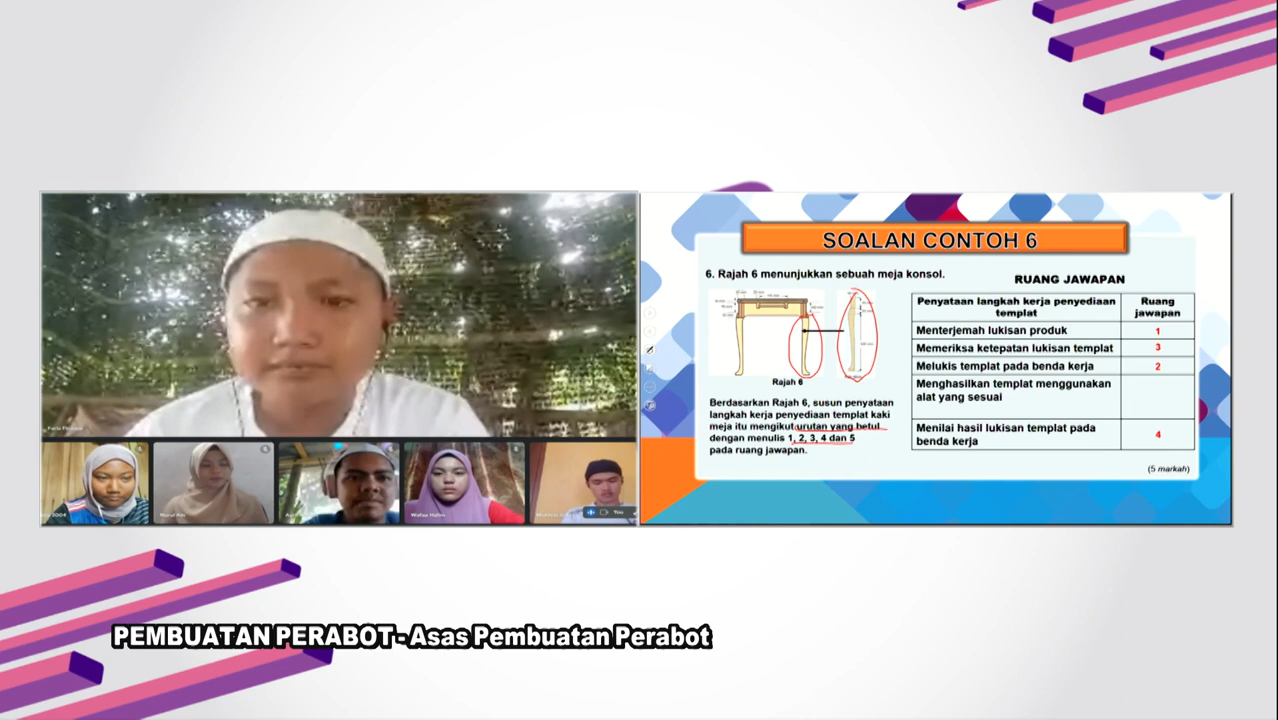 SOALAN CONTOH 6
6. Rajah 6 menunjukkan sebuah meja konsol.
Rajah 6
Berdasarkan Rajah 6, susun penyataan
langkah kerja penyediaan templat kaki
meja itu mengikut urutan yang betul
dengan menulis 1, 2, 3, 4 dan 5
pada ruang jawapan.
RUANG JAWAPAN
Penyataan langkah kerja penyediaan
templat
Ruang
jawapan
Menterjemah lukisan produk
1
Memeriksa ketepatan lukisan templat
3
Melukis templat pada benda kerja
2
Menghasilkan templat menggunakan
alat yang sesuai
Menilai hasil lukisan templat pada
benda kerja
4
(5 markah)
Wafaa Halim
You
PEMBUATAN PERABOT - Asas Pembuatan Perabot